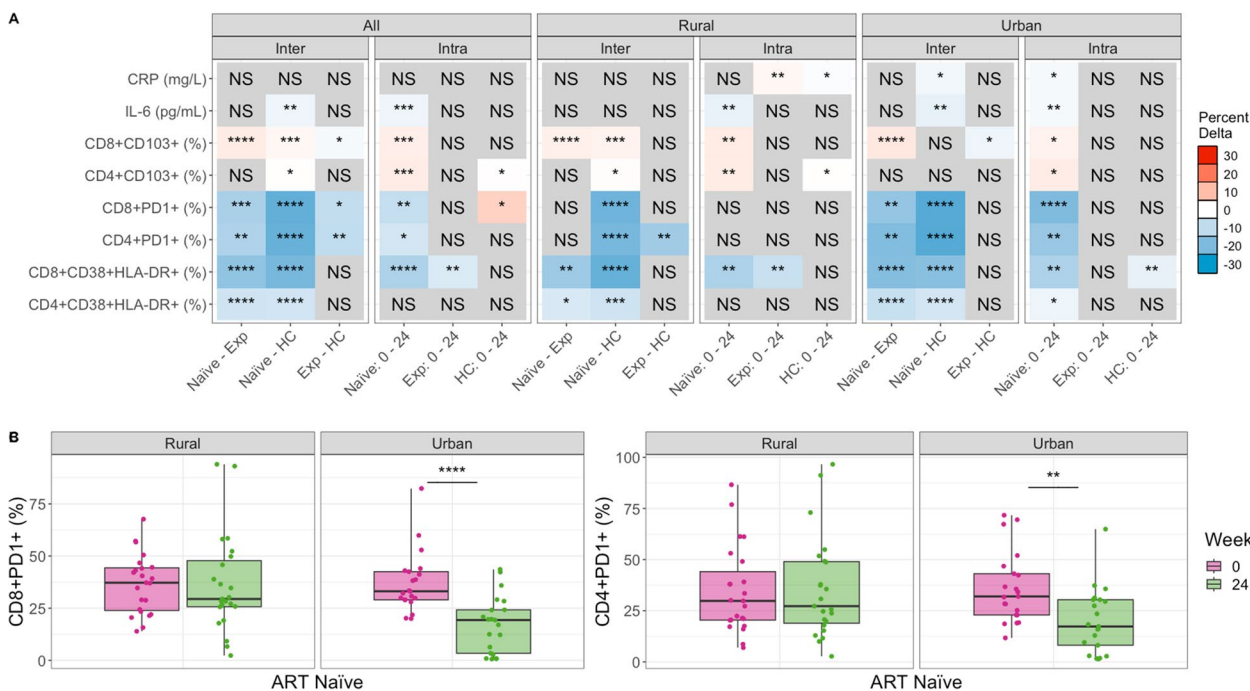 A
All Rural Urban
Inter Intra Inter Intra Inter Intra
CRP (mg/L) NS NS NS NS NS NS NS NS NS NS ** * NS * NS * NS NS
IL-6 (pg/mL) NS ** NS *** NS NS NS NS NS ** NS NS NS ** NS ** NS NS
CD8+CD103+ (%) **** *** * *** NS NS **** *** NS ** NS NS **** NS * * NS NS
CD4+CD103+ (%) NS * NS *** NS * NS * NS ** NS * NS NS NS * NS NS
CD8+PD1+ (%) *** **** * ** NS * NS **** NS NS NS NS ** **** NS **** NS NS
CD4+PD1+ (%) ** **** ** * NS NS NS **** ** NS NS NS ** **** NS ** NS NS
CD8+CD38+HLA-DR+ (%) **** **** NS **** ** NS ** **** NS ** ** NS **** **** NS ** NS **
CD4+CD38+HLA-DR+ (%) **** **** NS NS NS NS * *** NS NS NS NS **** **** NS * NS NS
Naïve - Exp Naïve - HC Exp - HC Naïve: 0 - 24 Exp: 0 - 24 HC: 0 - 24 Naïve - Exp Naïve - HC Exp - HC Naïve: 0 - 24 Exp: 0 - 24 HC: 0 - 24 Naïve - Exp Naïve - HC Exp - HC Naïve: 0 - 24 Exp: 0 - 24 HC: 0 - 24
Percent
Delta
30
20
10
0
-10
-20
-30
B
Rural Urban
CD8+PD1+ (%)
75
50
25
0
****
ART Naïve
Rural Urban
CD4+PD1+ (%)
100
75
50
25
0
**
ART Naïve
Week
0
24